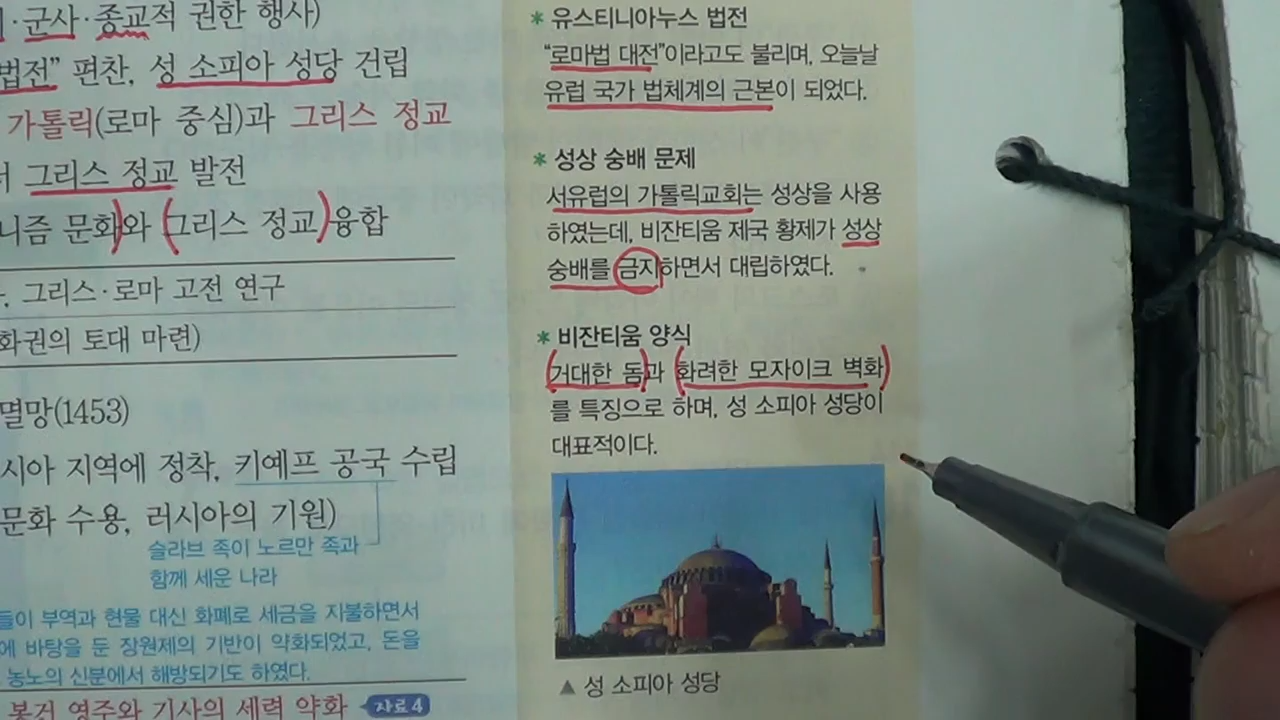 군사·종교적 권한 행사)
법전” 편찬, 성 소피아 성당 건립
가톨릭(로마 중심)과 그리스 정교
그리스 정교 발전
니즘 문화와 그리스 정교 융합
그리스·로마 고전 연구
화권의 토대 마련)
멸망(1453)
시아 지역에 정착, 키예프 공국 수립
문화 수용, 러시아의 기원)
슬라브 족이 노르만 족과
함께 세운 나라
들이 부역과 현물 대신 화폐로 세금을 지불하면서
에 바탕을 둔 장원제의 기반이 약화되었고, 돈을
농노의 신분에서 해방되기도 하였다.
봉건 영주와 기사의 세력 약화 자료4
* 유스티니아누스 법전
“로마법 대전”이라고도 불리며, 오늘날
유럽 국가 법체계의 근본이 되었다.
* 성상 숭배 문제
서유럽의 가톨릭교회는 성상을 사용
하였는데, 비잔티움 제국 황제가 성상
숭배를 금지하면서 대립하였다.
* 비잔티움 양식
거대한 돔과 화려한 모자이크 벽화
를 특징으로 하며, 성 소피아 성당이
대표적이다.
▲ 성 소피아 성당